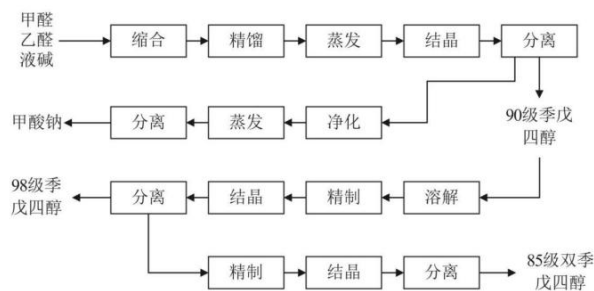 甲醛
乙醛
液碱
缩合
精馏
蒸发
结晶
分离
甲酸钠
分离
蒸发
净化
90级季戊
四醇
98级季
戊四醇
分离
结晶
精制
溶解
精制
结晶
分离
85级双季
戊四醇